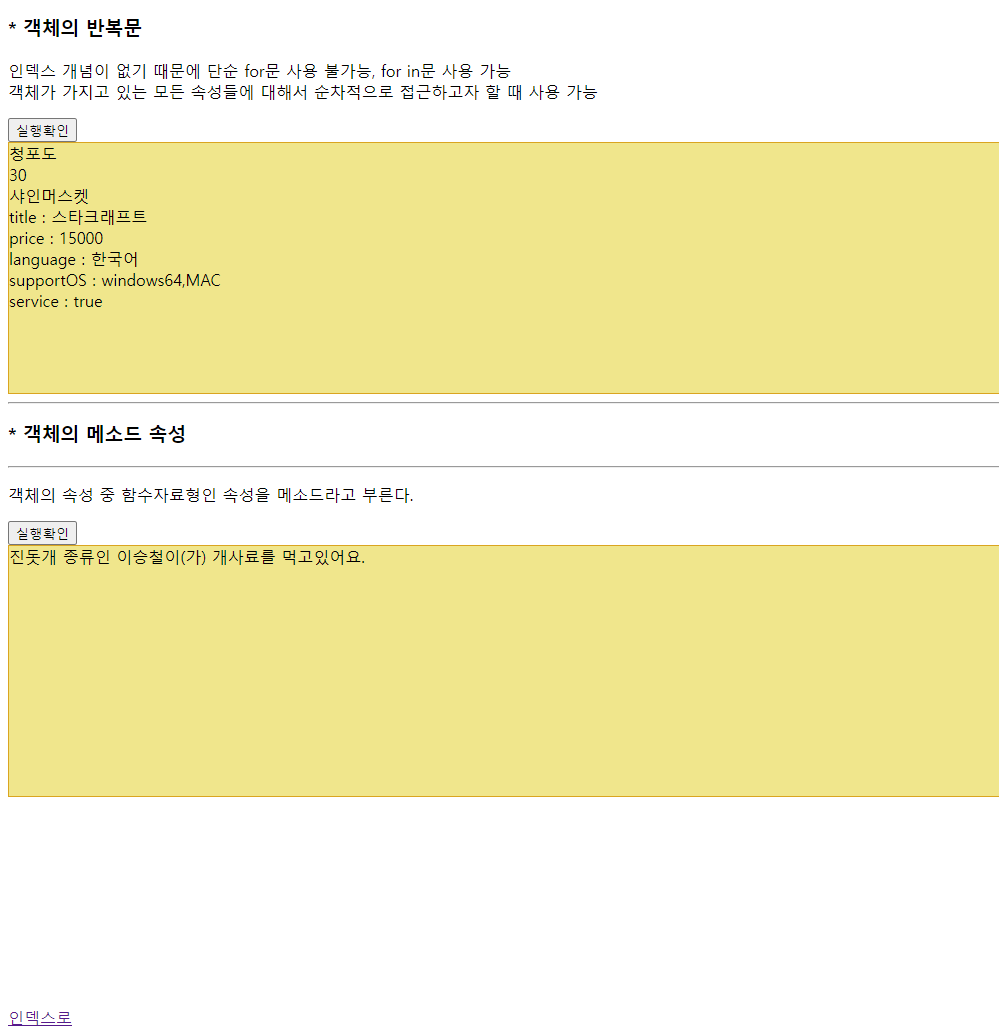 * 객체의 반복문
인덱스 개념이 없기 때문에 단순 for문 사용 불가능, for in문 사용 가능
객체가 가지고 있는 모든 속성들에 대해서 순차적으로 접근하고자 할 때 사용 가능
실행확인
청포도
30
샤인머스켓
title : 스타크래프트
price : 15000
language : 한국어
supportOS : windows64,MAC
service : true
* 객체의 메소드 속성
객체의 속성 중 함수자료형인 속성을 메소드라고 부른다.
실행확인
진돗개 종류인 이승철이(가) 개사료를 먹고있어요.
인덱스로